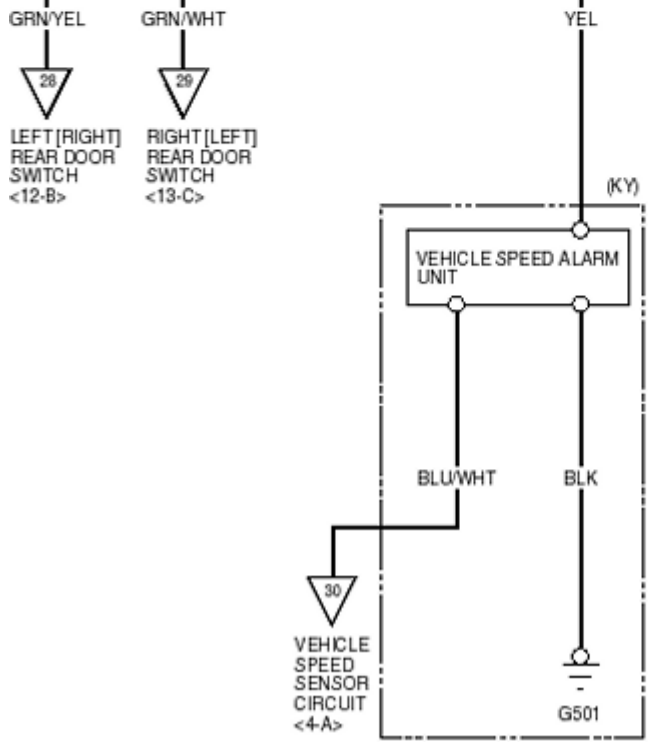 GRN/YEL
GRN/WHT
YEL
28
29
LEFT [RIGHT]
REAR DOOR
SWITCH
<12-B>
RIGHT [LEFT]
REAR DOOR
SWITCH
<13-C>
(KY)
VEHICLE SPEED ALARM
UNIT
BLU/WHT
BLK
30
VEHICLE
SPEED
SENSOR
CIRCUIT
<4-A>
G501